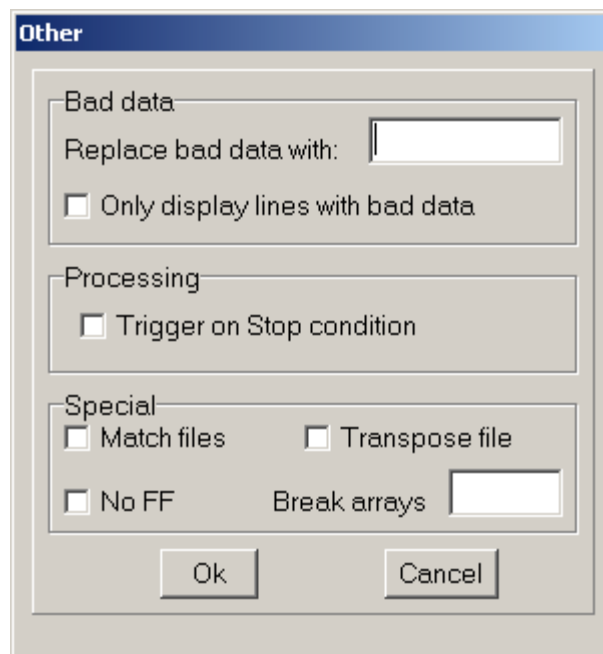 Other
Bad data
Replace bad data with:
Only display lines with bad data
Processing
Trigger on Stop condition
Special
Match files Transpose file
No FF Break arrays
Ok Cancel